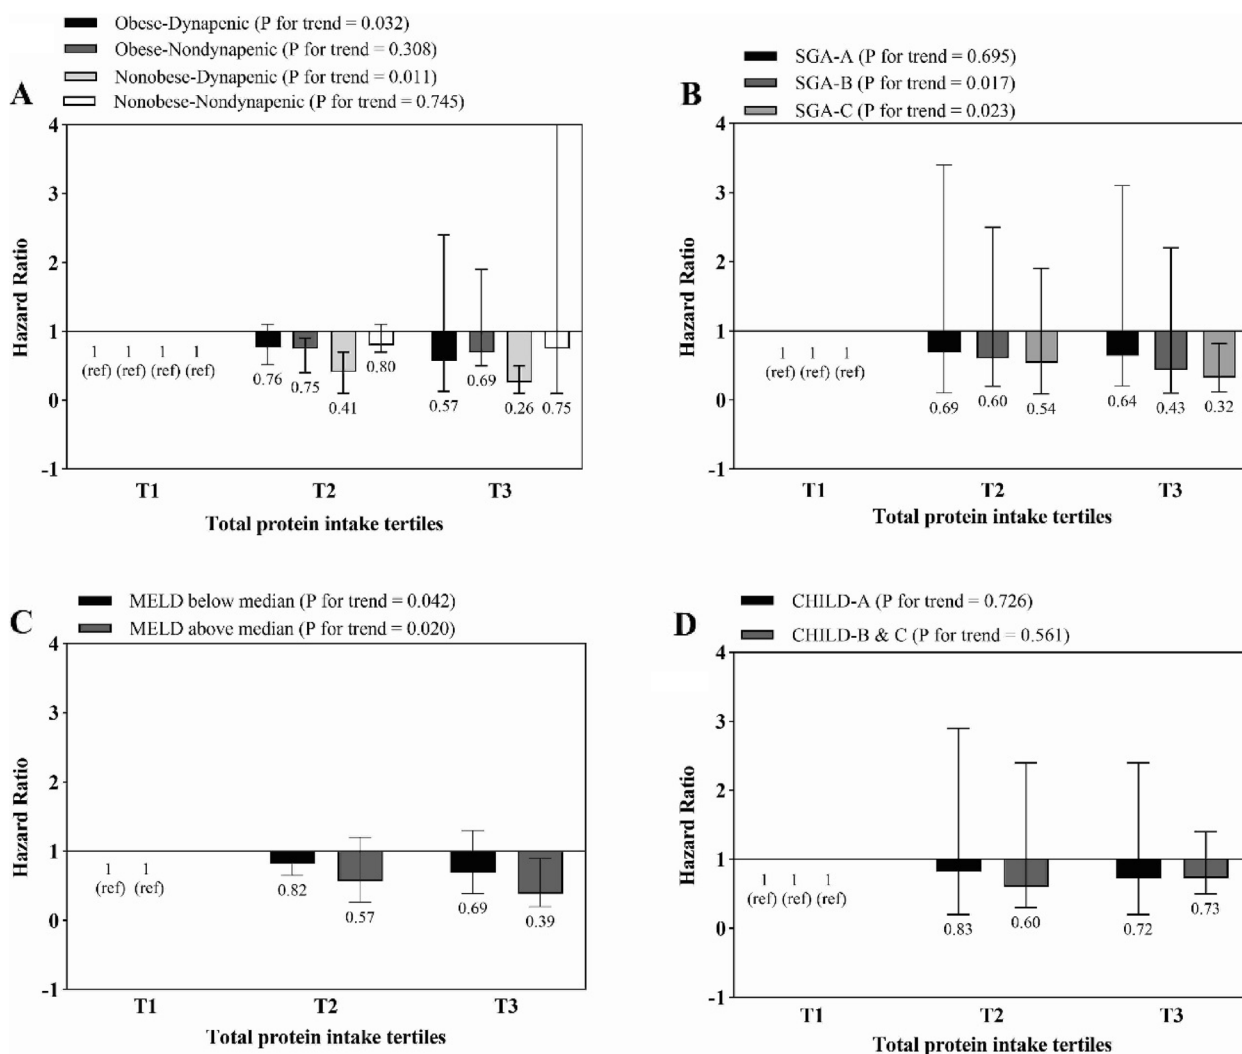 A
Obese-Dynapenic (P for trend = 0.032)
Obese-Nondynapenic (P for trend = 0.308)
Nonobese-Dynapenic (P for trend = 0.011)
Nonobese-Nondynapenic (P for trend = 0.745)
Hazard Ratio
4
3
2
1
0
-1
1 1 1 1
(ref) (ref) (ref) (ref)
0.76 0.75 0.41 0.80
0.57 0.69 0.26 0.75
T1 T2 T3
Total protein intake tertiles
B
SGA-A (P for trend = 0.695)
SGA-B (P for trend = 0.017)
SGA-C (P for trend = 0.023)
Hazard Ratio
4
3
2
1
0
-1
1 1 1
(ref) (ref) (ref)
0.69 0.60 0.54
0.64 0.43 0.32
T1 T2 T3
Total protein intake tertiles
C
MELD below median (P for trend = 0.042)
MELD above median (P for trend = 0.020)
Hazard Ratio
4
3
2
1
0
-1
1 1
(ref) (ref)
0.82 0.57
0.69 0.39
T1 T2 T3
Total protein intake tertiles
D
CHILD-A (P for trend = 0.726)
CHILD-B & C (P for trend = 0.561)
Hazard Ratio
4
3
2
1
0
-1
1 1 1
(ref) (ref) (ref)
0.83 0.60
0.72 0.73
T1 T2 T3
Total protein intake tertiles